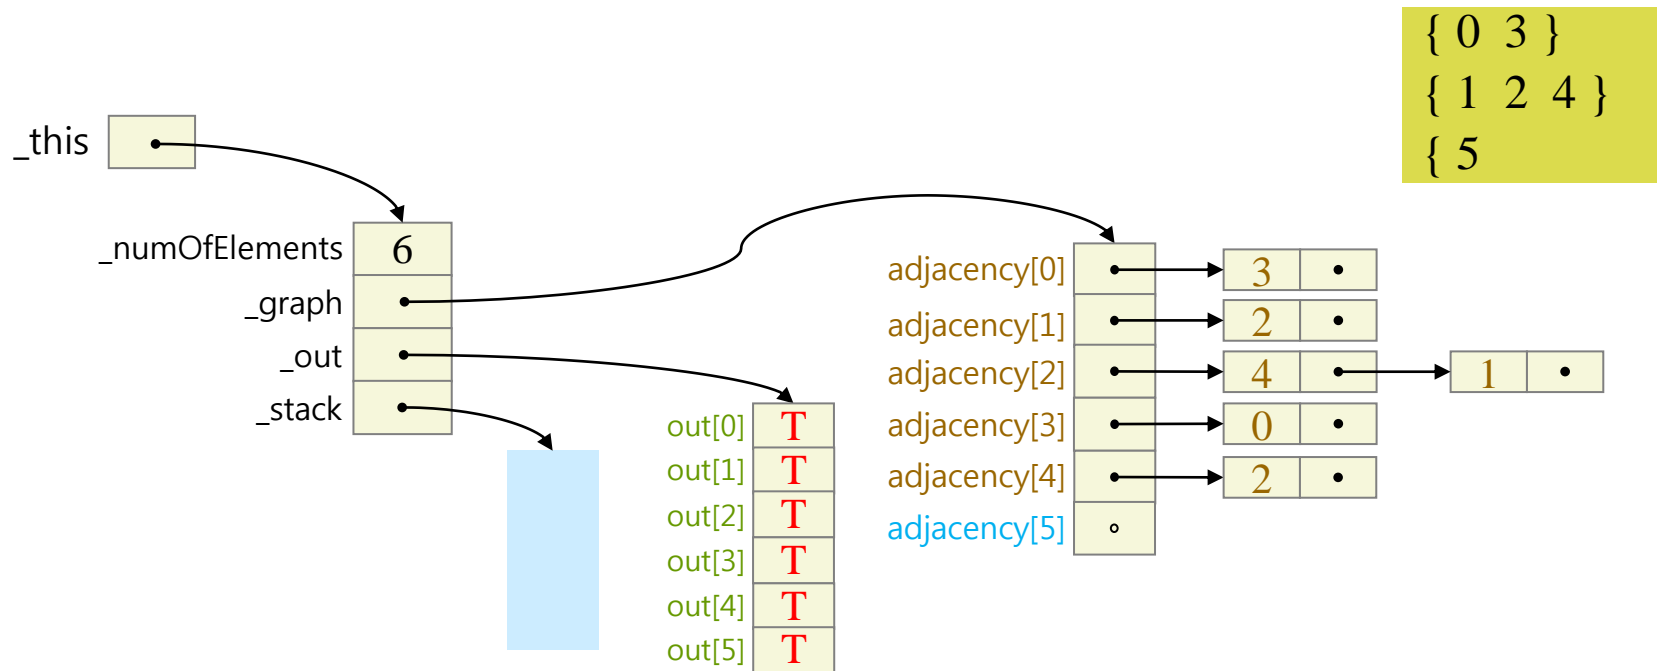 { 0 3 }
{ 1 2 4 }
{ 5
_this
_numOfElements 6
_graph
_out
_stack
out[0] T
out[1] T
out[2] T
out[3] T
out[4] T
out[5] T
adjacency[0] 3
adjacency[1] 2
adjacency[2] 4 1
adjacency[3] 0
adjacency[4] 2
adjacency[5]